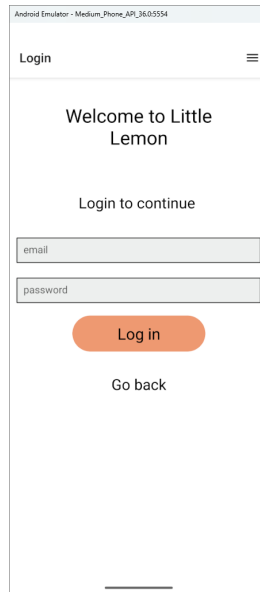 Android Emulator - Medium_Phone_API_36.0:5554
Login
Welcome to Little
Lemon
Login to continue
email
password
Log in
Go back